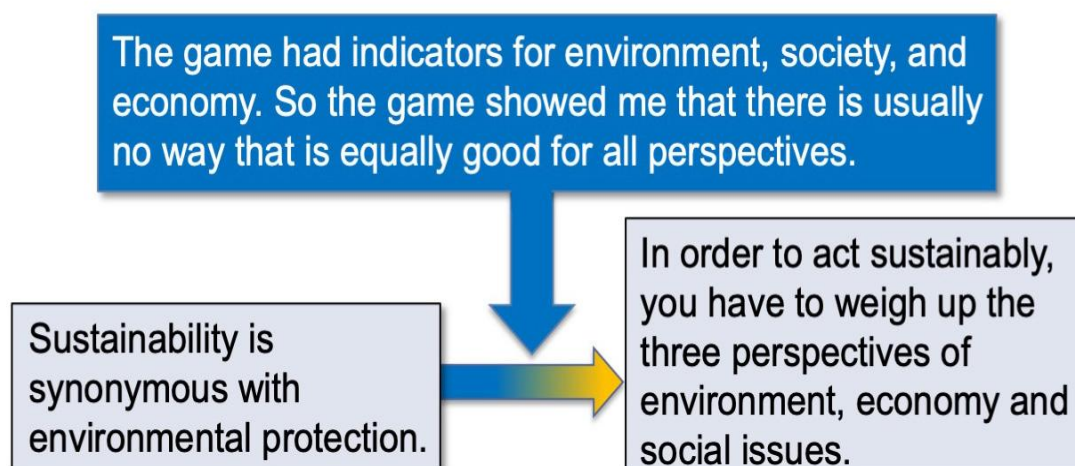 The game had indicators for environment, society, and
economy. So the game showed me that there is usually
no way that is equally good for all perspectives.
Sustainability is
synonymous with
environmental protection.
In order to act sustainably,
you have to weigh up the
three perspectives of
environment, economy and
social issues.